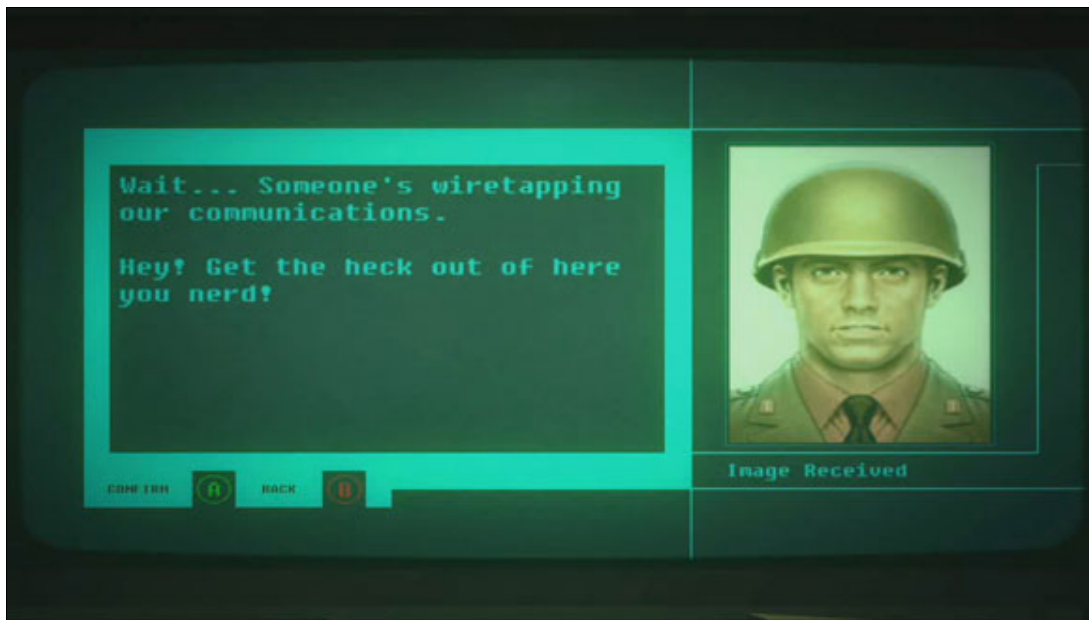 Wait... Someone's wiretapping
our communications.
Hey! Get the heck out of here
you nerd!
Image Received
CONFIRM A BACK B